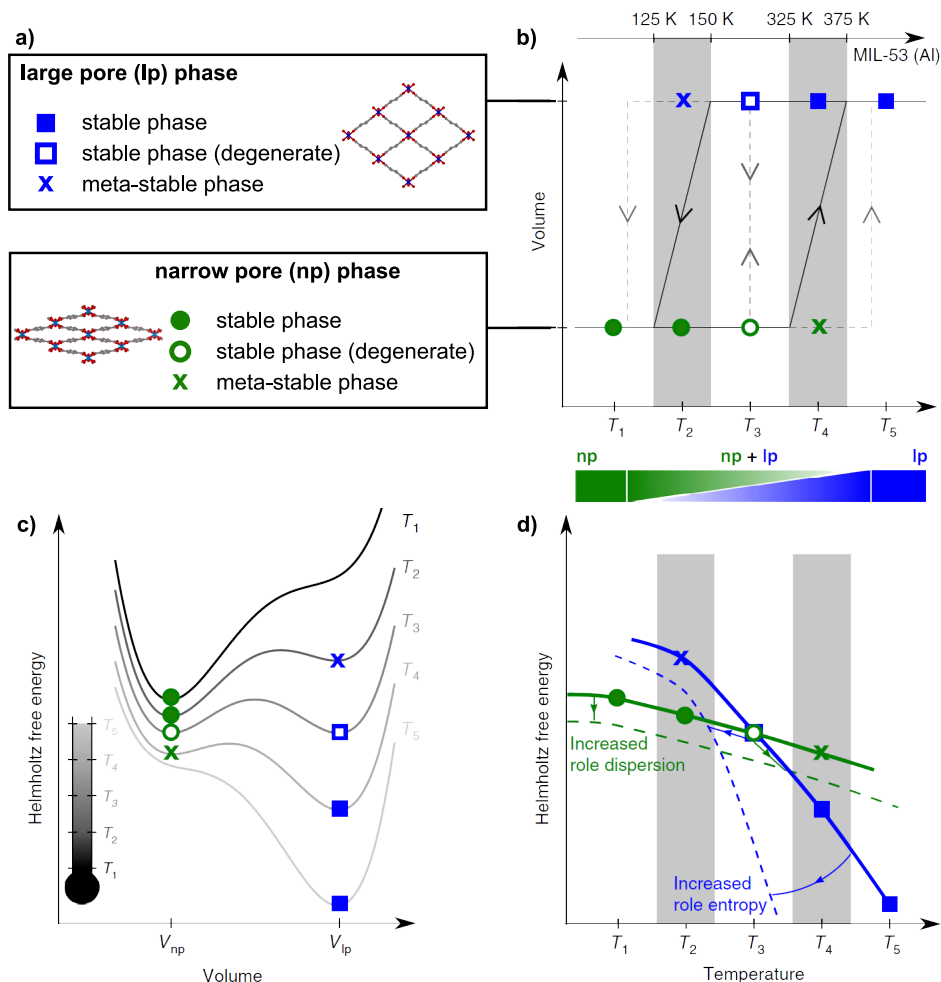 a)
large pore (lp) phase
stable phase
stable phase (degenerate)
meta-stable phase
narrow pore (np) phase
stable phase
stable phase (degenerate)
meta-stable phase
b)
125 K 150 K 325 K 375 K
MIL-53 (Al)
Volume
T1 T2 T3 T4 T5
np np + lp lp
c)
Helmholtz free energy
T1
T2
T3
T4
T5
T5
T4
T3
T2
T1
Vnp Vlp
Volume
d)
Helmholtz free energy
Increased
role dispersion
Increased
role entropy
T1 T2 T3 T4 T5
Temperature